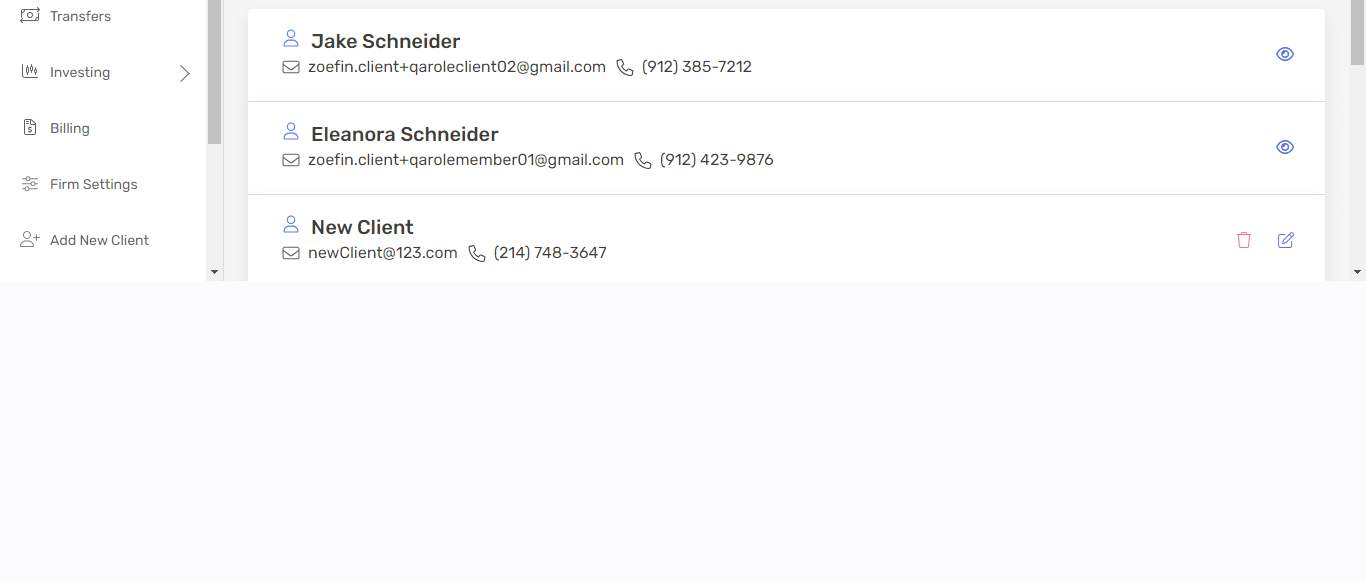 Transfers
Investing
Billing
Firm Settings
Add New Client
Jake Schneider
zoefin.client+qaroleclient02@gmail.com (912) 385-7212
Eleanora Schneider
zoefin.client+qarolemember01@gmail.com (912) 423-9876
New Client
newClient@123.com (214) 748-3647